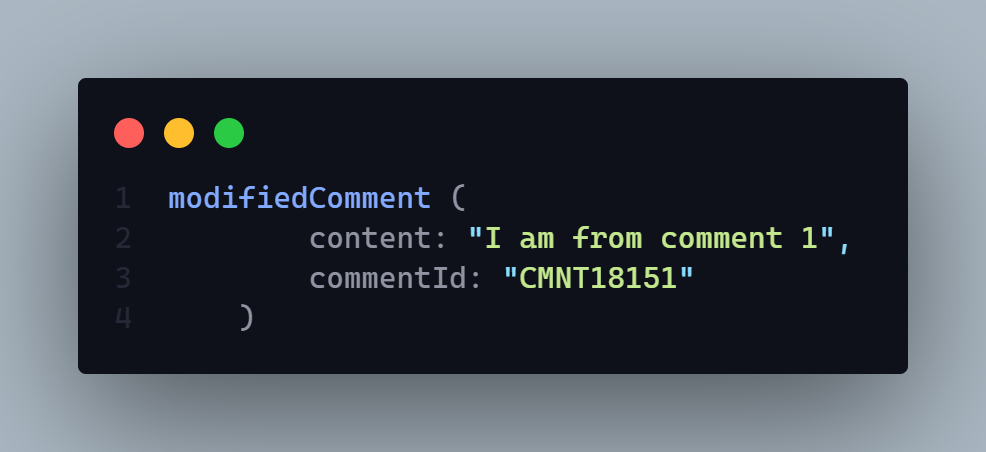 1 modifiedComment (
2 content: "I am from comment 1",
3 commentId: "CMNT18151"
4 )